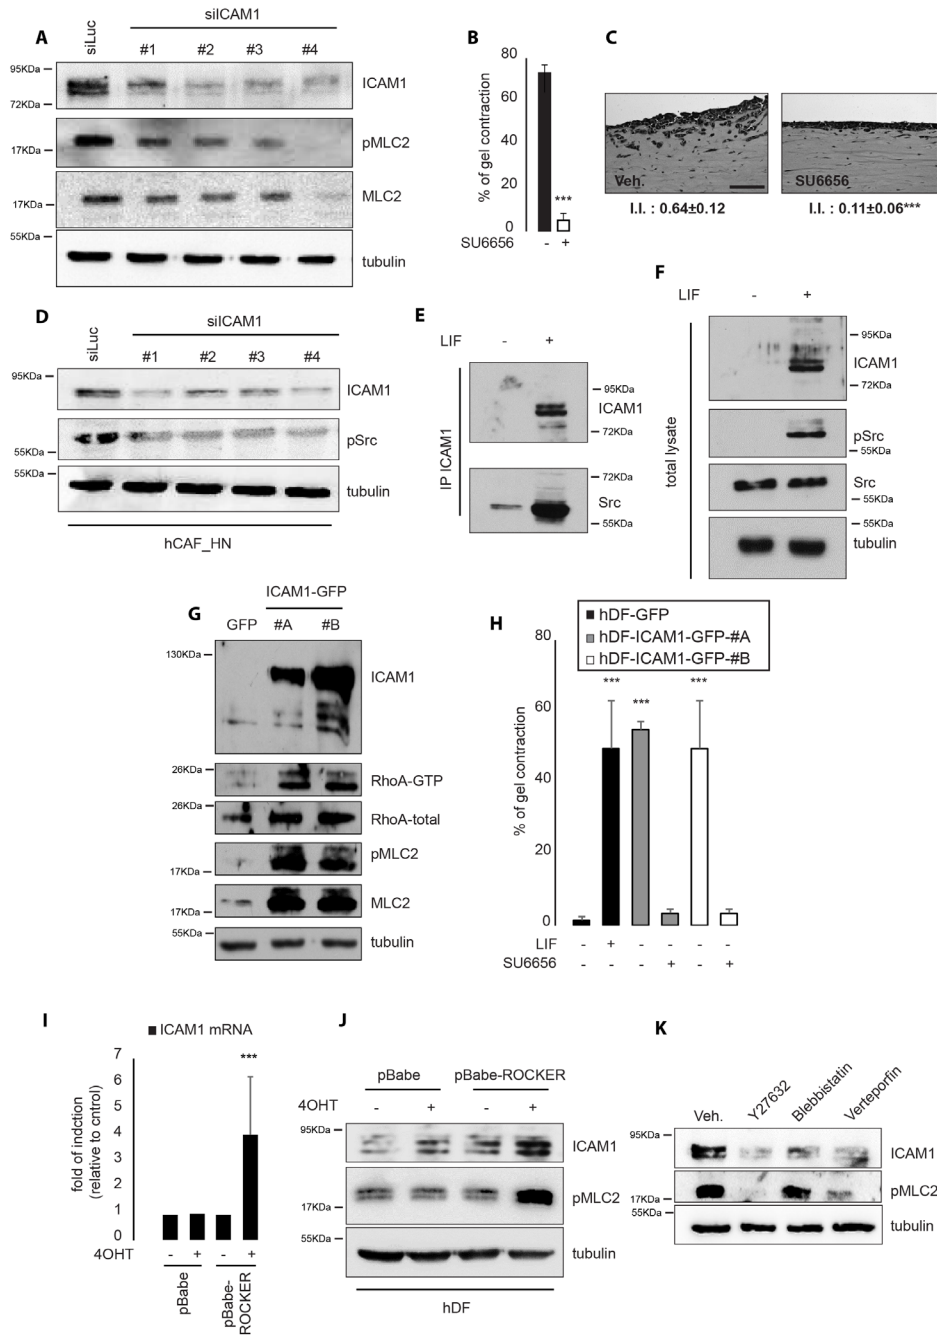 A
siLuc
siICAM1
#1 #2 #3 #4
95KDa
72KDa
ICAM1
17KDa
pMLC2
17KDa
MLC2
55KDa
tubulin
B
% of gel contraction
80
60
40
20
0
***
- +
SU6656
C
Veh.
SU6656
I.I. : 0.64±0.12
I.I. : 0.11±0.06***
D
siLuc
siICAM1
#1 #2 #3 #4
95KDa
ICAM1
55KDa
pSrc
55KDa
tubulin
hCAF_HN
E
LIF - +
IP ICAM1
95KDa
ICAM1
72KDa
72KDa
Src
55KDa
F
LIF - +
total lysate
95KDa
ICAM1
72KDa
pSrc
55KDa
Src
55KDa
55KDa
tubulin
G
ICAM1-GFP
GFP #A #B
130KDa
ICAM1
26KDa
RhoA-GTP
26KDa
RhoA-total
pMLC2
17KDa
MLC2
17KDa
55KDa
tubulin
H
hDF-GFP
hDF-ICAM1-GFP-#A
hDF-ICAM1-GFP-#B
% of gel contraction
80
60
40
20
0
*** *** ***
LIF - + - - - -
SU6656 - - - + - +
I
ICAM1 mRNA
fold of indction
(relative to cntrol)
7
6
5
4
3
2
1
0
***
4OHT - + - +
pBabe
pBabe-
ROCKER
J
pBabe pBabe-ROCKER
4OHT - + - +
95KDa
ICAM1
pMLC2
17KDa
55KDa
tubulin
hDF
K
Veh. Y27632 Blebbistatin Verteporfin
95KDa
ICAM1
pMLC2
17KDa
55KDa
tubulin